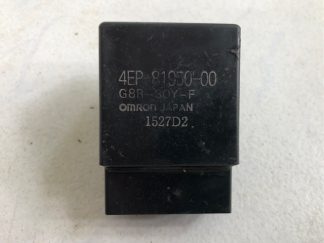 4EP-81950-00
G8R-30Y-F
OMRON JAPAN
1527D2